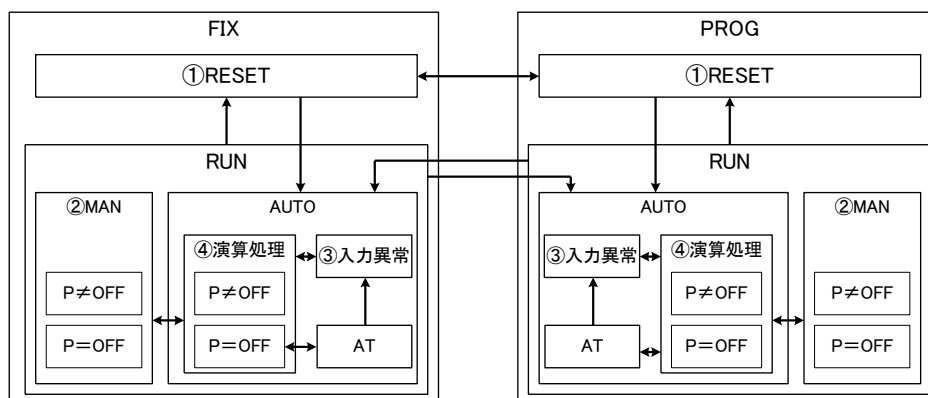 FIX
①RESET
RUN
②MAN
P≠OFF
P=OFF
AUTO
④演算処理
P≠OFF
P=OFF
③入力異常
AT
PROG
①RESET
RUN
AUTO
③入力異常
AT
④演算処理
P≠OFF
P=OFF
②MAN
P≠OFF
P=OFF